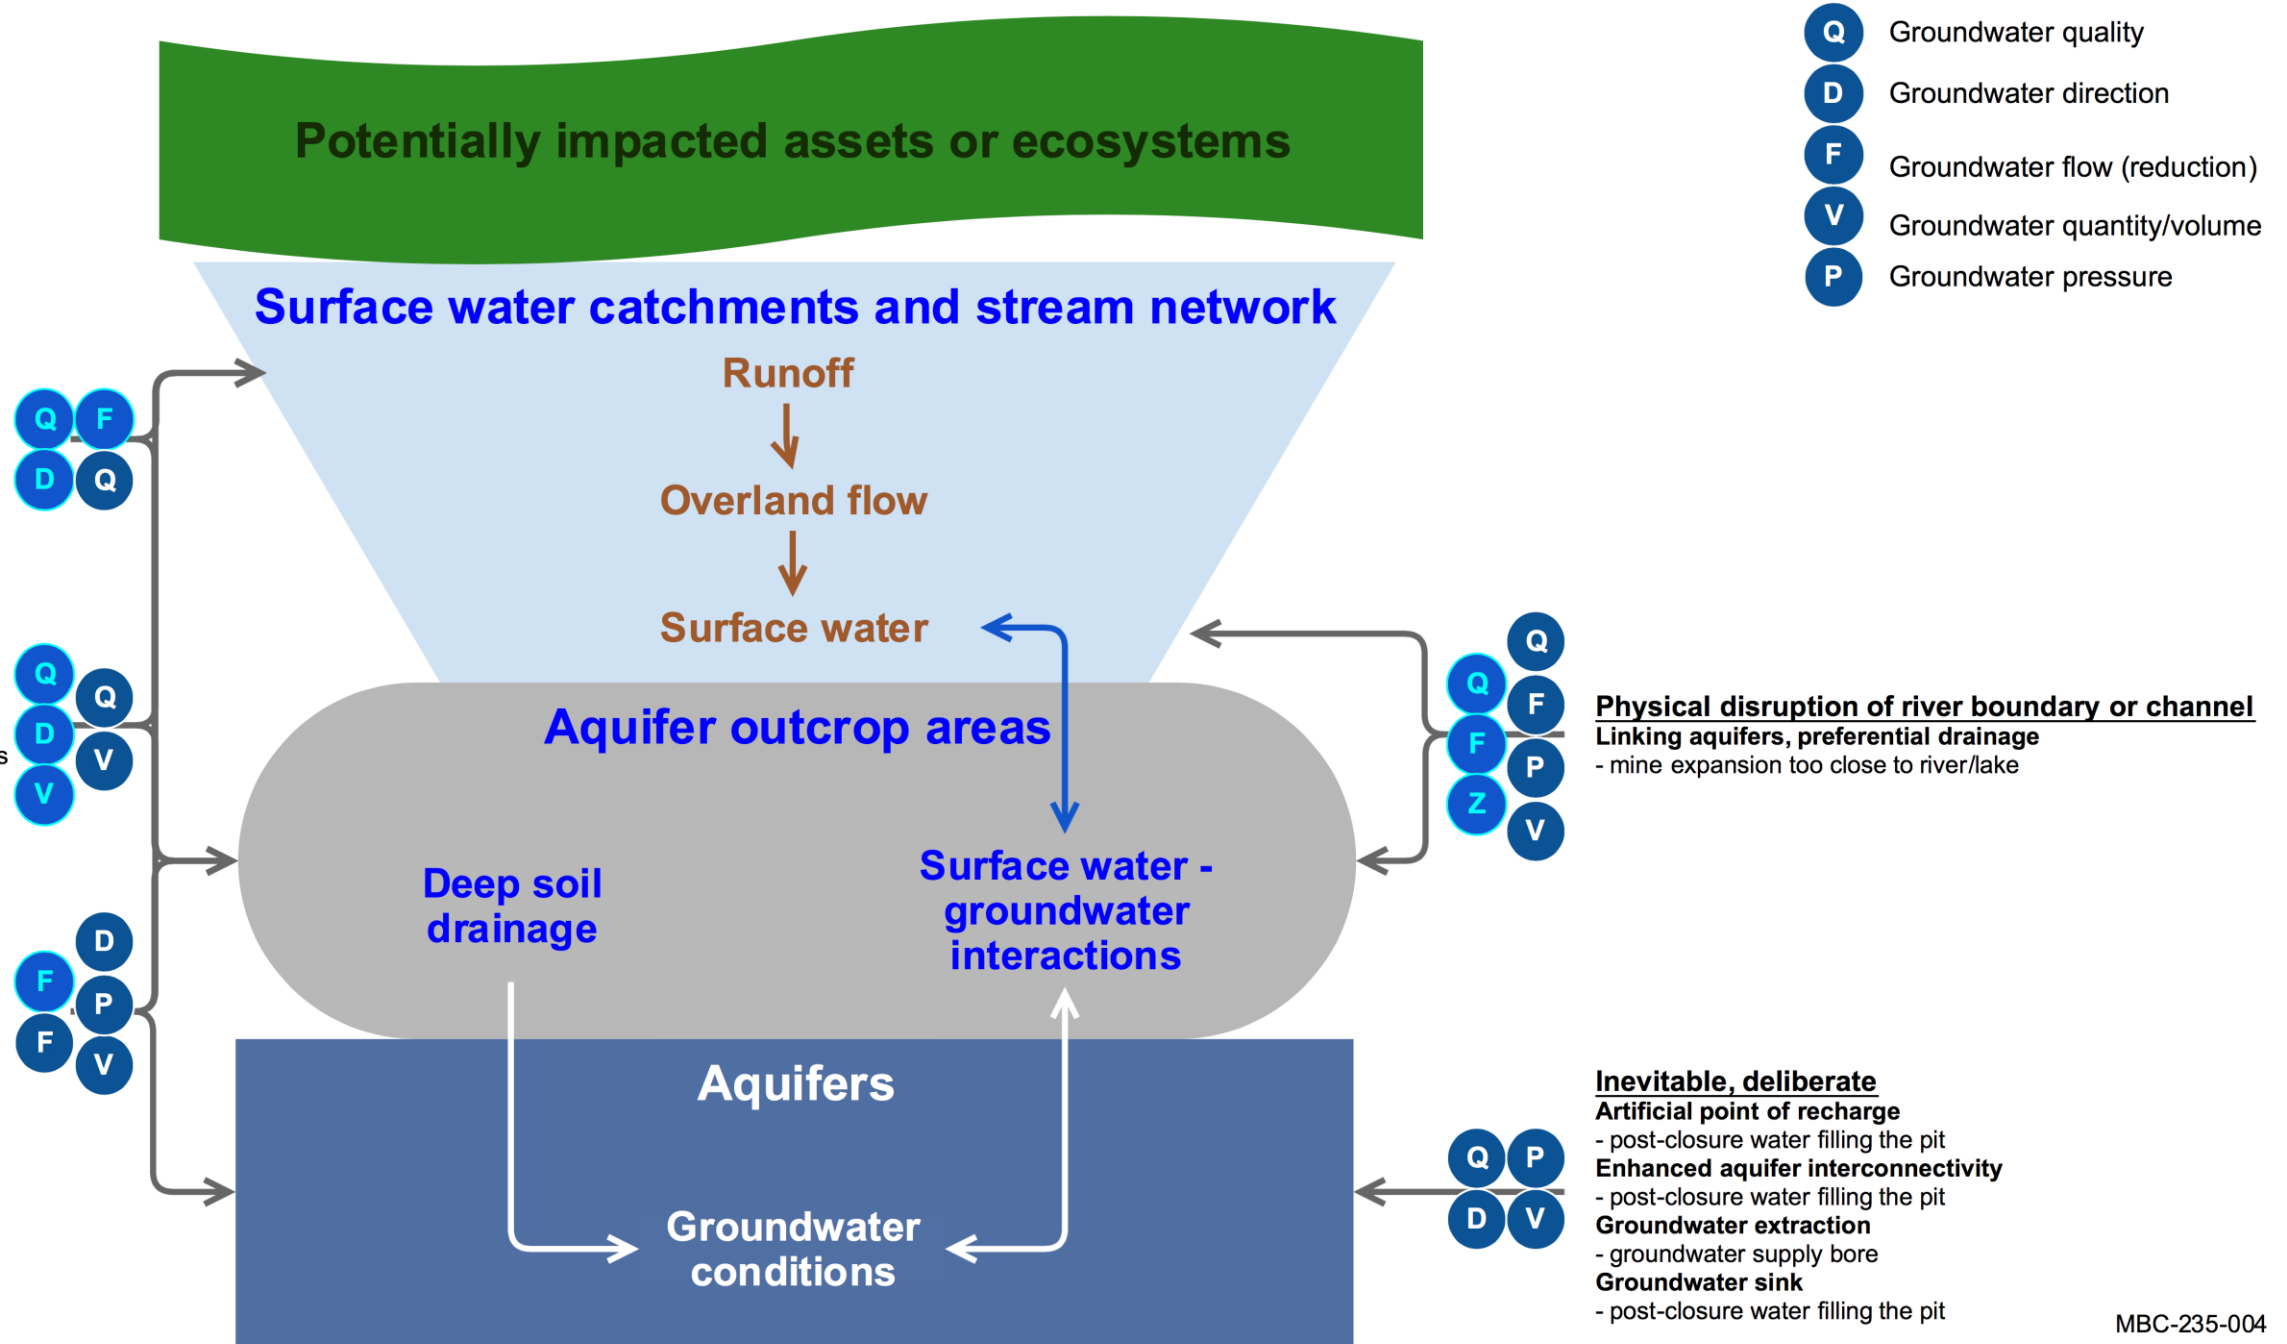 Q Groundwater quality
D Groundwater direction
F Groundwater flow (reduction)
V Groundwater quantity/volume
P Groundwater pressure
Potentially impacted assets or ecosystems
Surface water catchments and stream network
Runoff
Overland flow
Surface water
Q F
D Q
Q
Q
D
V
V
s
D
F
P
F
V
Aquifer outcrop areas
Deep soil
drainage
Surface water -
groundwater
interactions
Q
Q
F
F
P
Z
V
Physical disruption of river boundary or channel
Linking aquifers, preferential drainage
- mine expansion too close to river/lake
Aquifers
Groundwater
conditions
Q P
D V
Inevitable, deliberate
Artificial point of recharge
- post-closure water filling the pit
Enhanced aquifer interconnectivity
- post-closure water filling the pit
Groundwater extraction
- groundwater supply bore
Groundwater sink
- post-closure water filling the pit
MBC-235-004